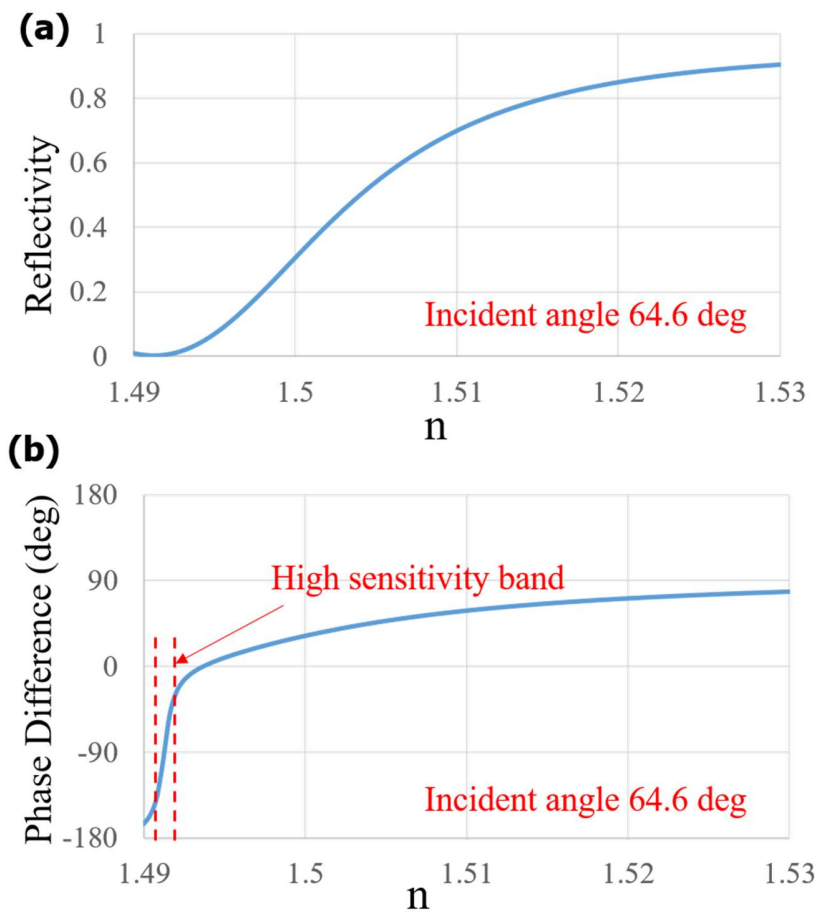 (a)
Reflectivity
1
0.8
0.6
0.4
0.2
0
Incident angle 64.6 deg
1.49 1.5 1.51 1.52 1.53
n
(b)
Phase Difference (deg)
180
90
0
-90
-180
High sensitivity band
Incident angle 64.6 deg
1.49 1.5 1.51 1.52 1.53
n